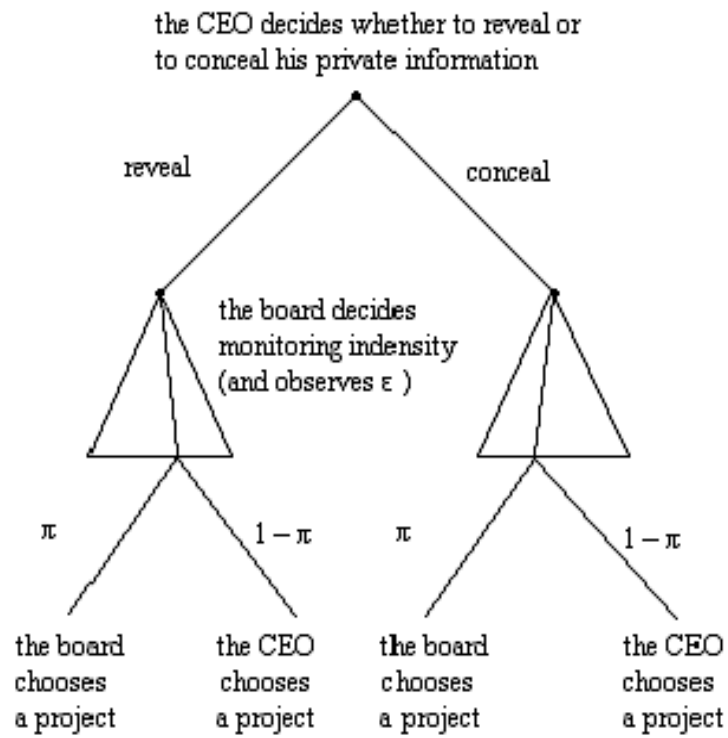 the CEO decides whether to reveal or
to conceal his private information
reveal
conceal
the board decides
monitoring indensity
(and observes ε )
π
1 − π
π
1 − π
the board
chooses
a project
the CEO
chooses
a project
the board
chooses
a project
the CEO
chooses
a project